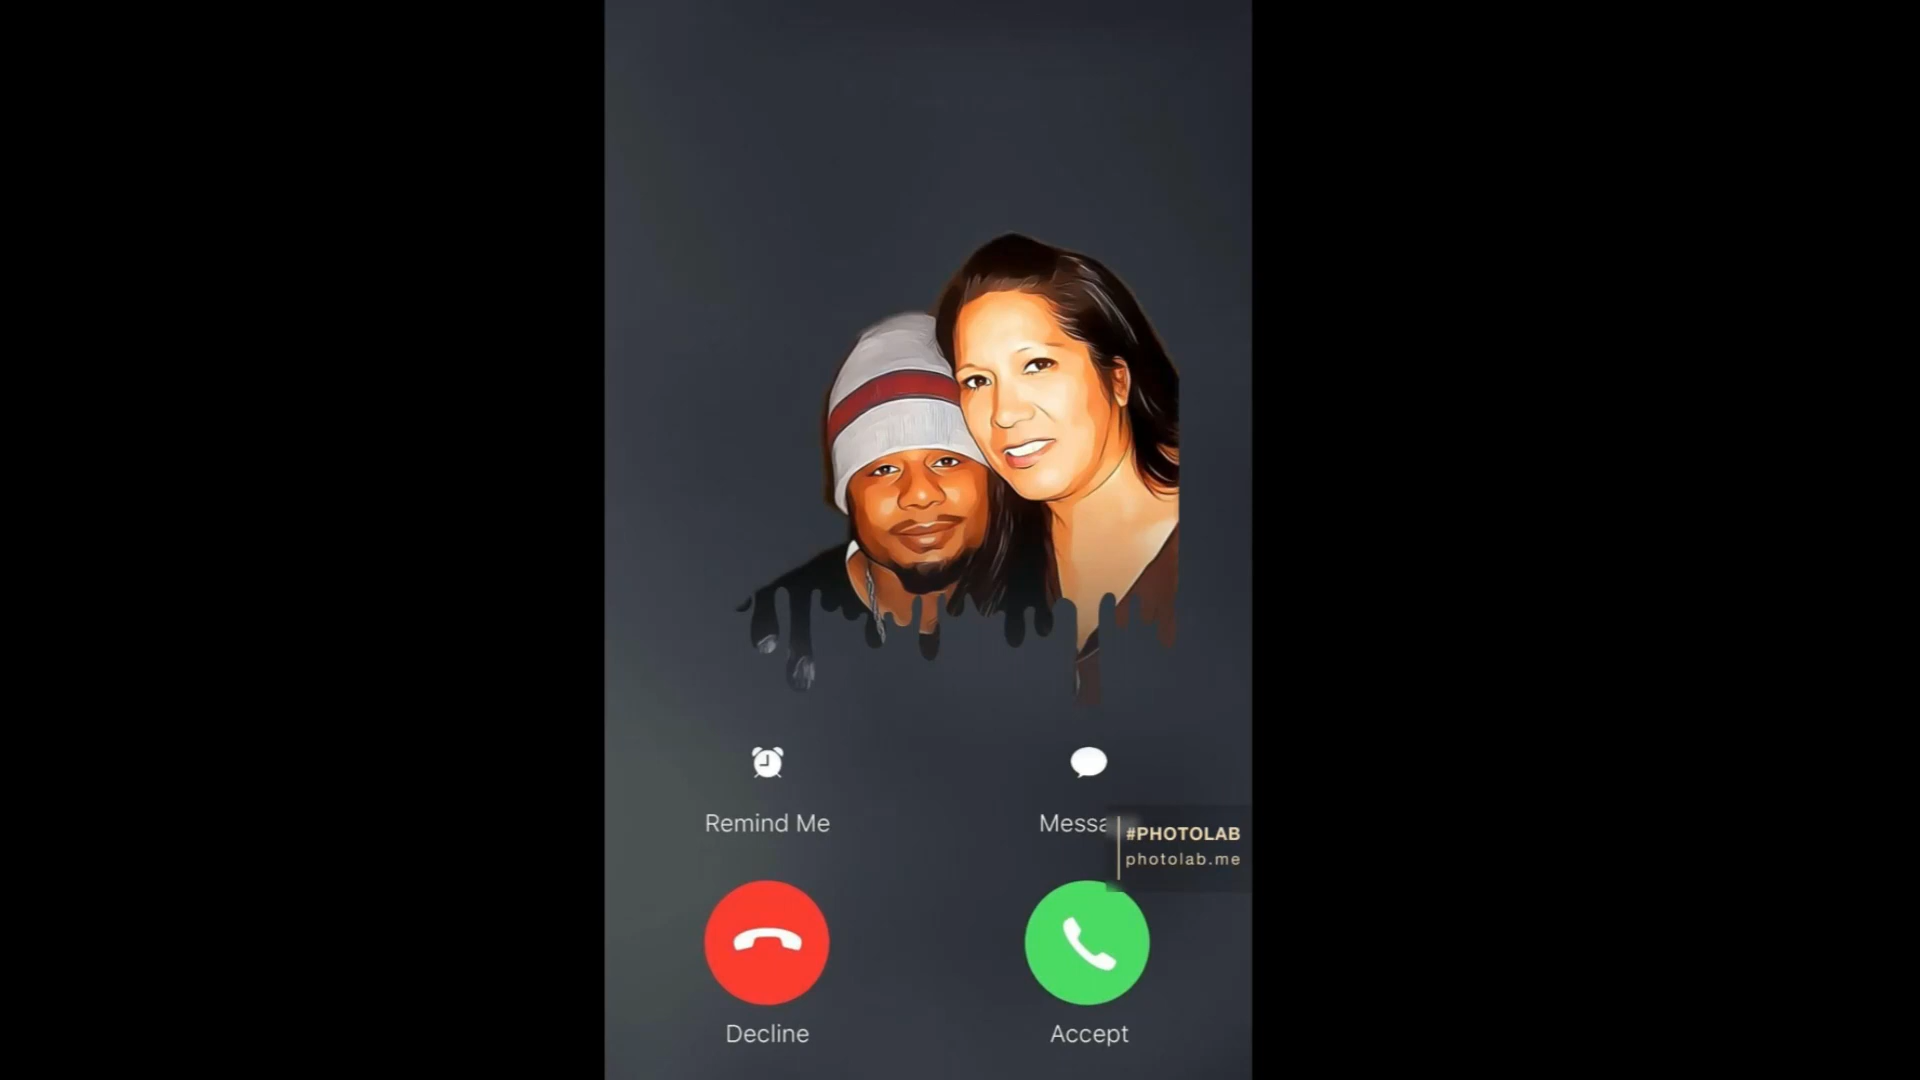 Remind Me
Messa
#PHOTOLAB
photolab.me
Decline
Accept